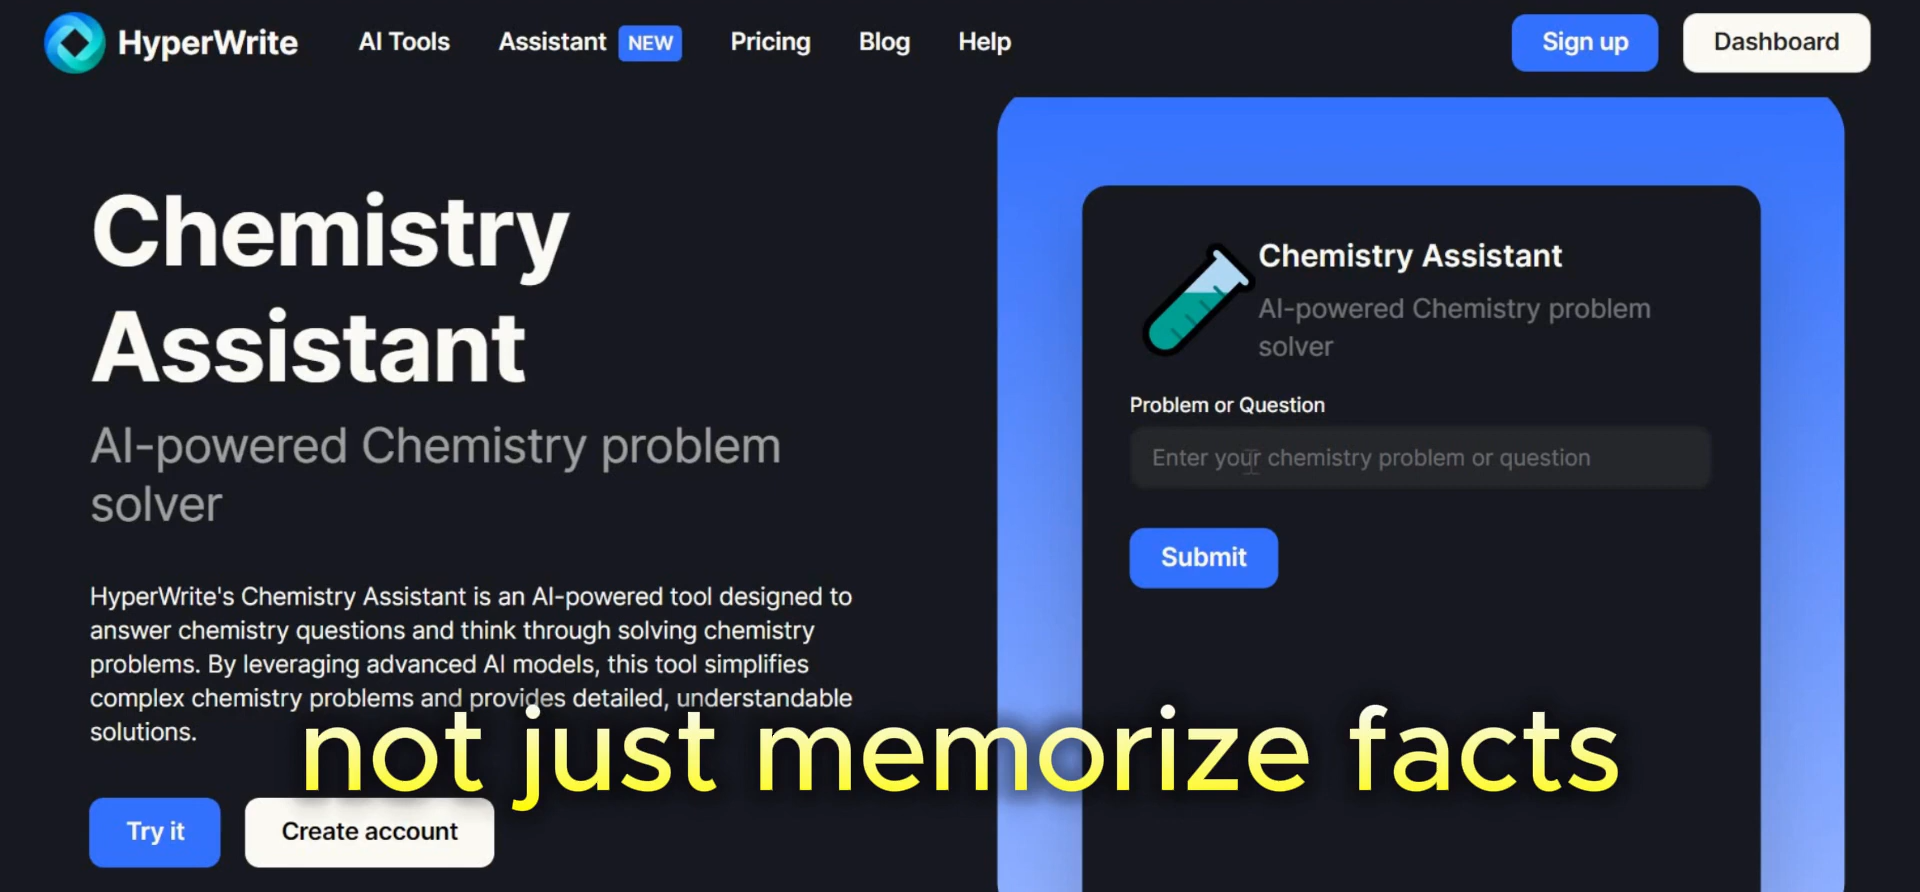 HyperWrite
AI Tools
Assistant NEW
Pricing
Blog
Help
Sign up
Dashboard
Chemistry
Assistant
AI-powered Chemistry problem
solver
HyperWrite's Chemistry Assistant is an AI-powered tool designed to
answer chemistry questions and think through solving chemistry
problems. By leveraging advanced AI models, this tool simplifies
complex chemistry problems and provides detailed, understandable
solutions.
Try it
Create account
Chemistry Assistant
AI-powered Chemistry problem
solver
Problem or Question
Enter your chemistry problem or question
Submit
not just memorize facts